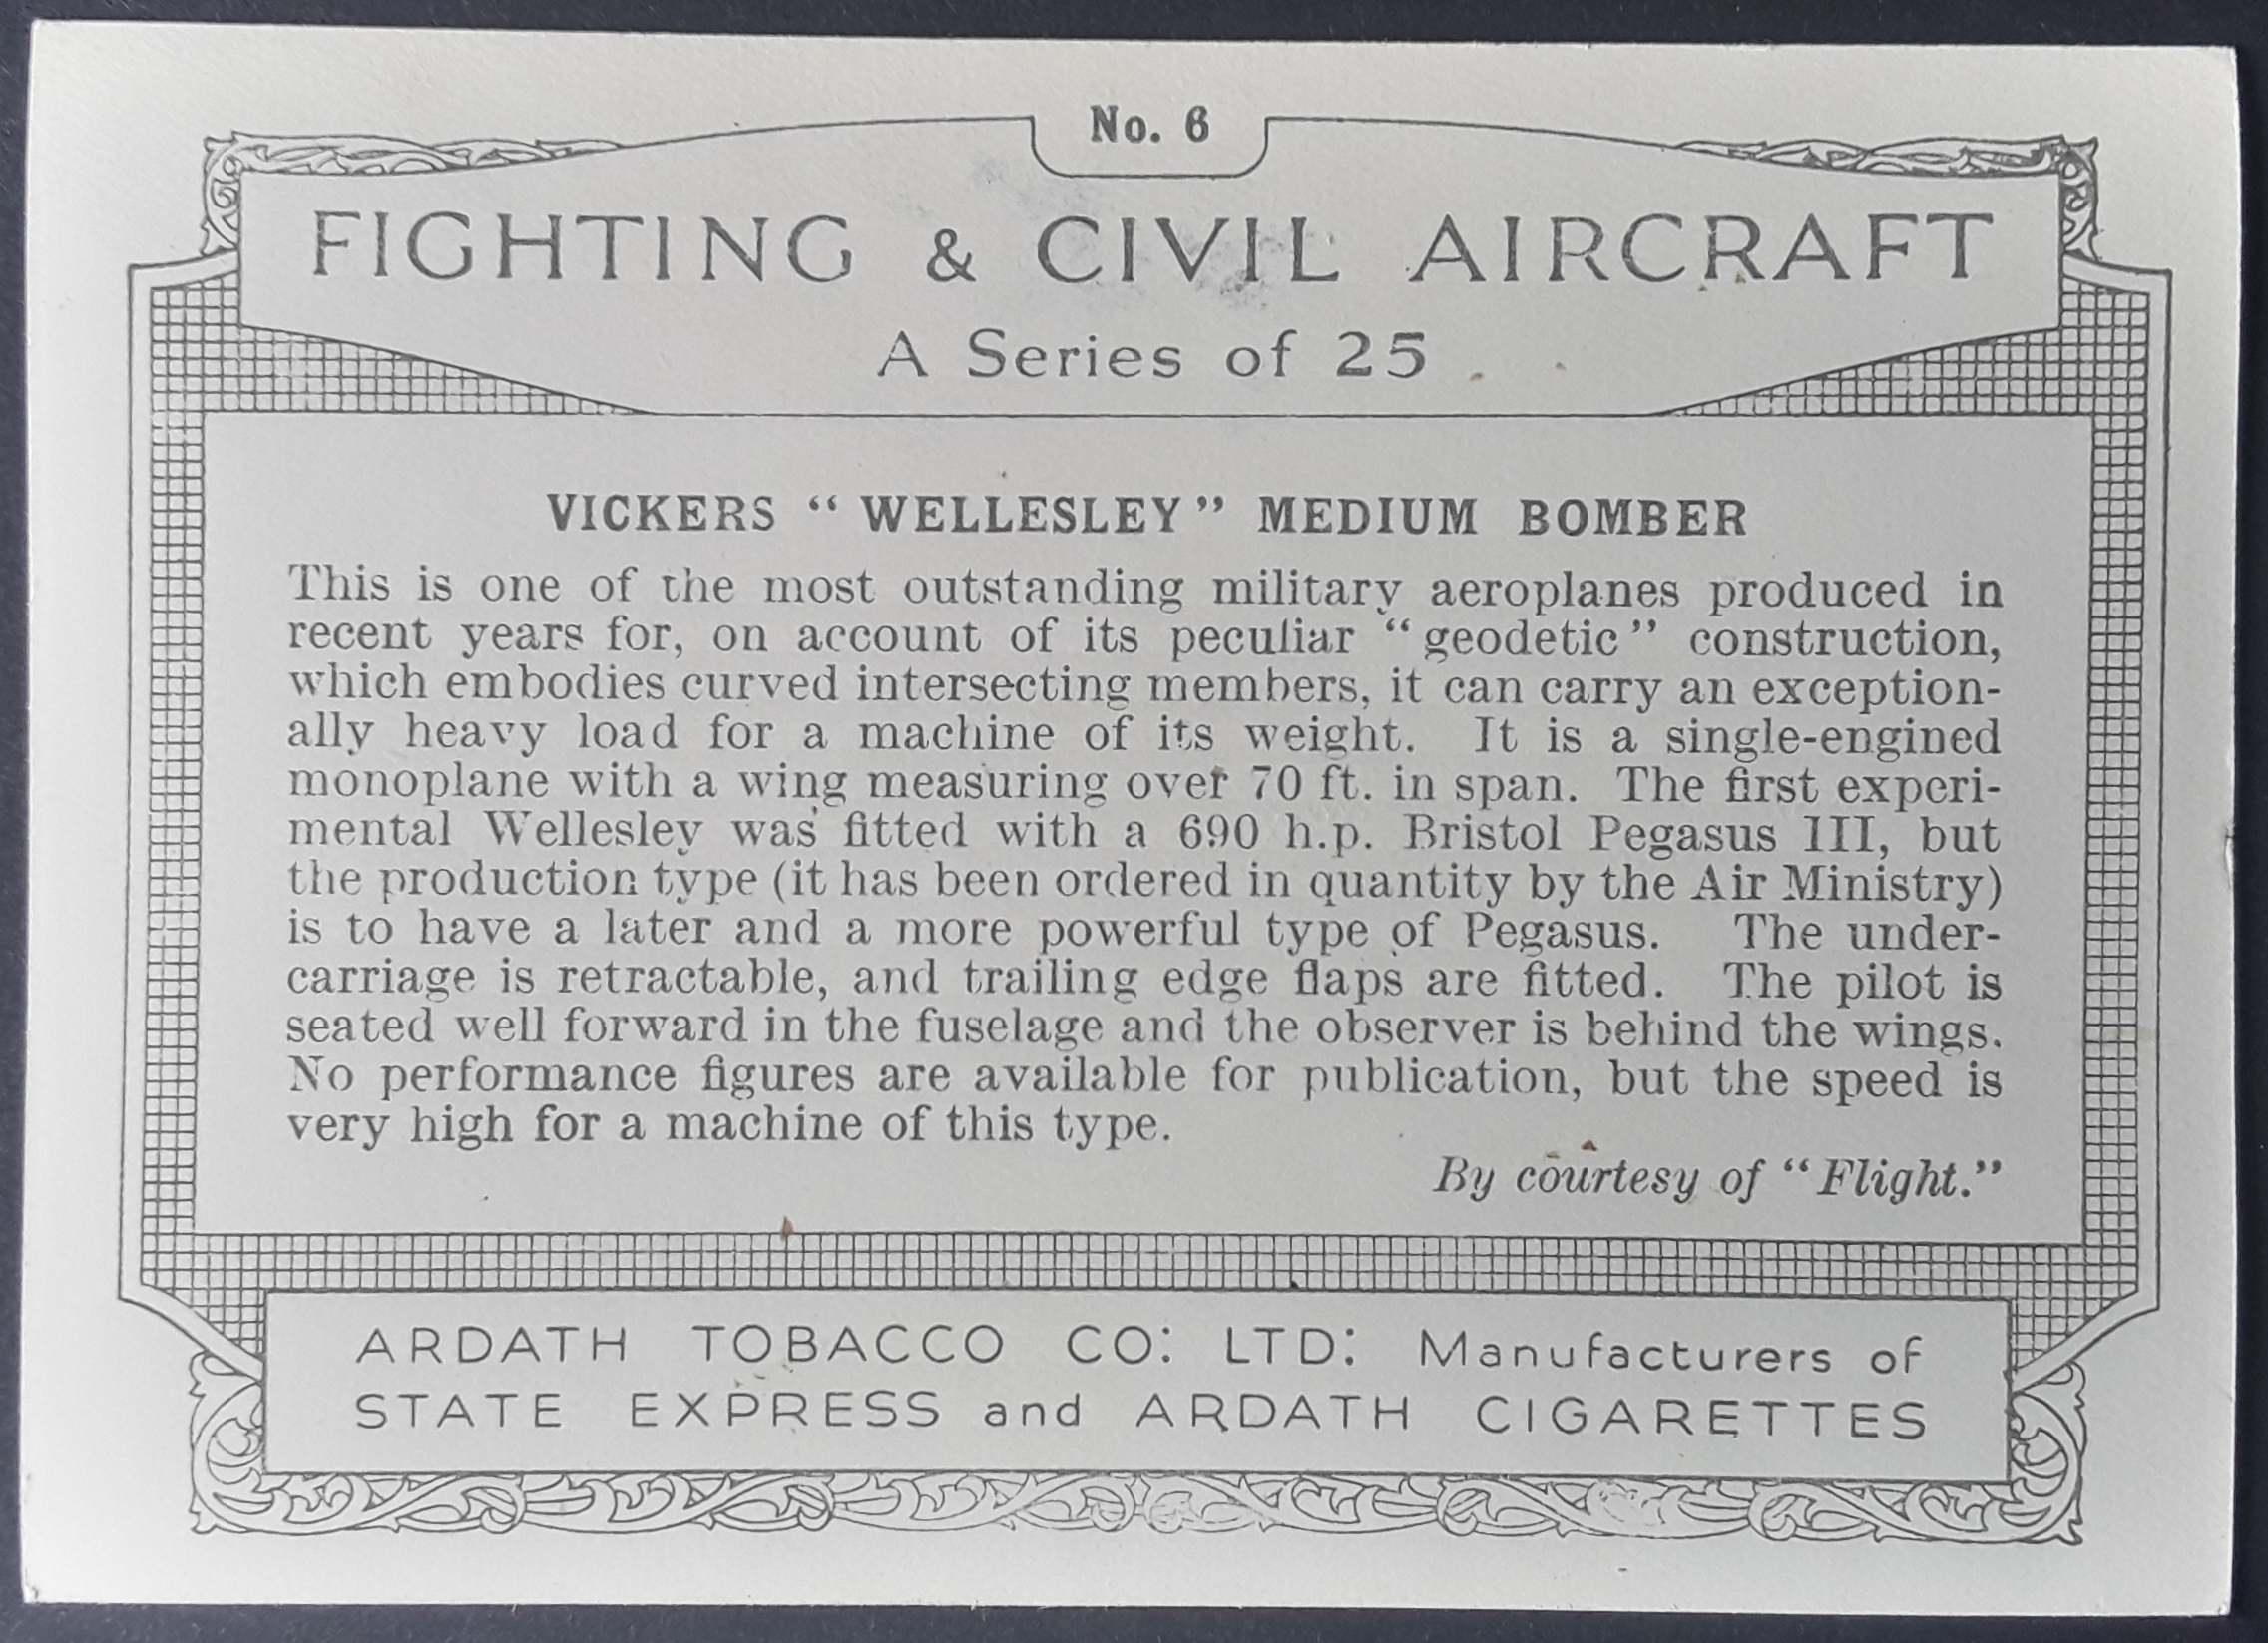 No. 6
FIGHTING & CIVIL AIRCRAFT
A Series of 25
VICKERS “ WELLESLEY ” MEDIUM BOMBER
This is one of the most outstanding military aeroplanes produced in
recent years for, on account of its peculiar “ geodetic ” construction,
which embodies curved intersecting members, it can carry an exception-
ally heavy load for a machine of its weight. It is a single-engined
monoplane with a wing measuring over 70 ft. in span. The first experi-
mental Wellesley was fitted with a 690 h.p. Bristol Pegasus III, but
the production type (it has been ordered in quantity by the Air Ministry)
is to have a later and a more powerful type of Pegasus. The under-
carriage is retractable, and trailing edge flaps are fitted. The pilot is
seated well forward in the fuselage and the observer is behind the wings.
No performance figures are available for publication, but the speed is
very high for a machine of this type.
By courtesy of “ Flight.”
ARDATH TOBACCO CO: LTD: Manufacturers of
STATE EXPRESS and ARDATH CIGARETTES